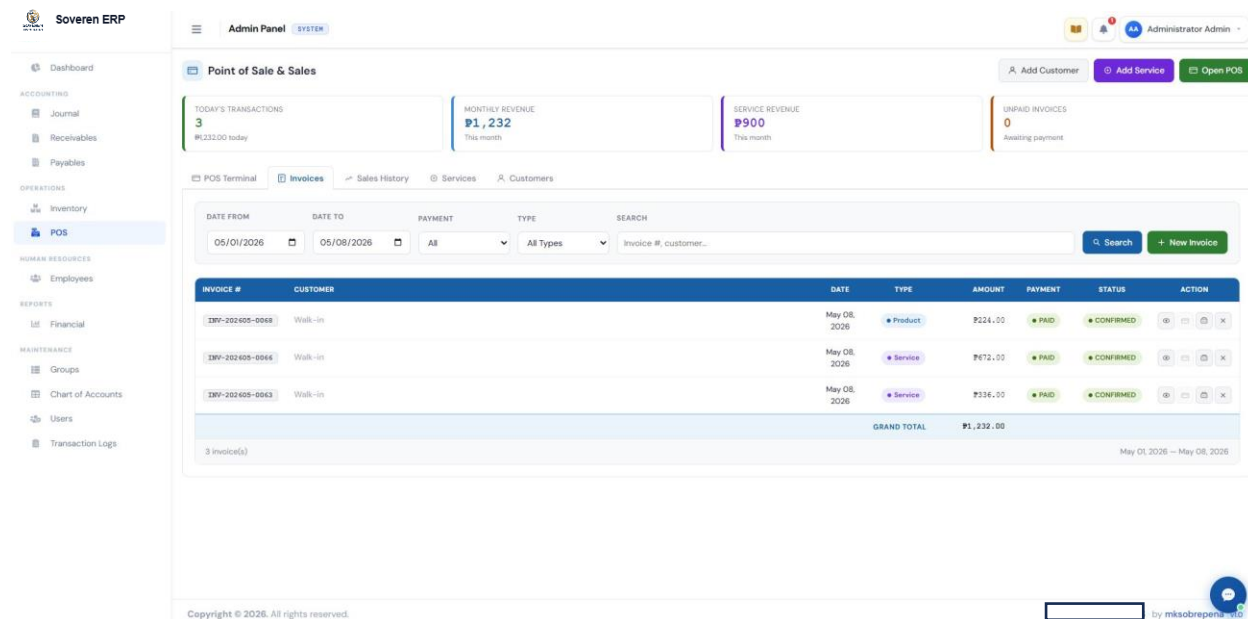 Soveren ERP
Admin Panel SYSTEM
1
AA Administrator Admin
Dashboard
ACCOUNTING
Journal
Receivables
Payables
OPERATIONS
Inventory
POS
HUMAN RESOURCES
Employees
REPORTS
Financial
MAINTENANCE
Groups
Chart of Accounts
Users
Transaction Logs
Point of Sale & Sales
Add Customer Add Service Open POS
TODAY'S TRANSACTIONS
3
₱1,232.00 today
MONTHLY REVENUE
₱1,232
This month
SERVICE REVENUE
₱900
This month
UNPAID INVOICES
0
Awaiting payment
POS Terminal Invoices Sales History Services Customers
DATE FROM DATE TO PAYMENT TYPE SEARCH
05/01/2026 05/08/2026 All All Types Invoice #, customer... Search + New Invoice
INVOICE # CUSTOMER DATE TYPE AMOUNT PAYMENT STATUS ACTION
Walk-in May 08, 2026 Product ₱224.00 PAID CONFIRMED
INV-202605-0066 Walk-in May 08, 2026 Service ₱672.00 PAID CONFIRMED
INV-202605-0063 Walk-in May 08, 2026 Service ₱336.00 PAID CONFIRMED
GRAND TOTAL ₱1,232.00
3 invoice(s) May 01, 2026 — May 08, 2026
Copyright © 2026. All rights reserved.
by mksobrepena